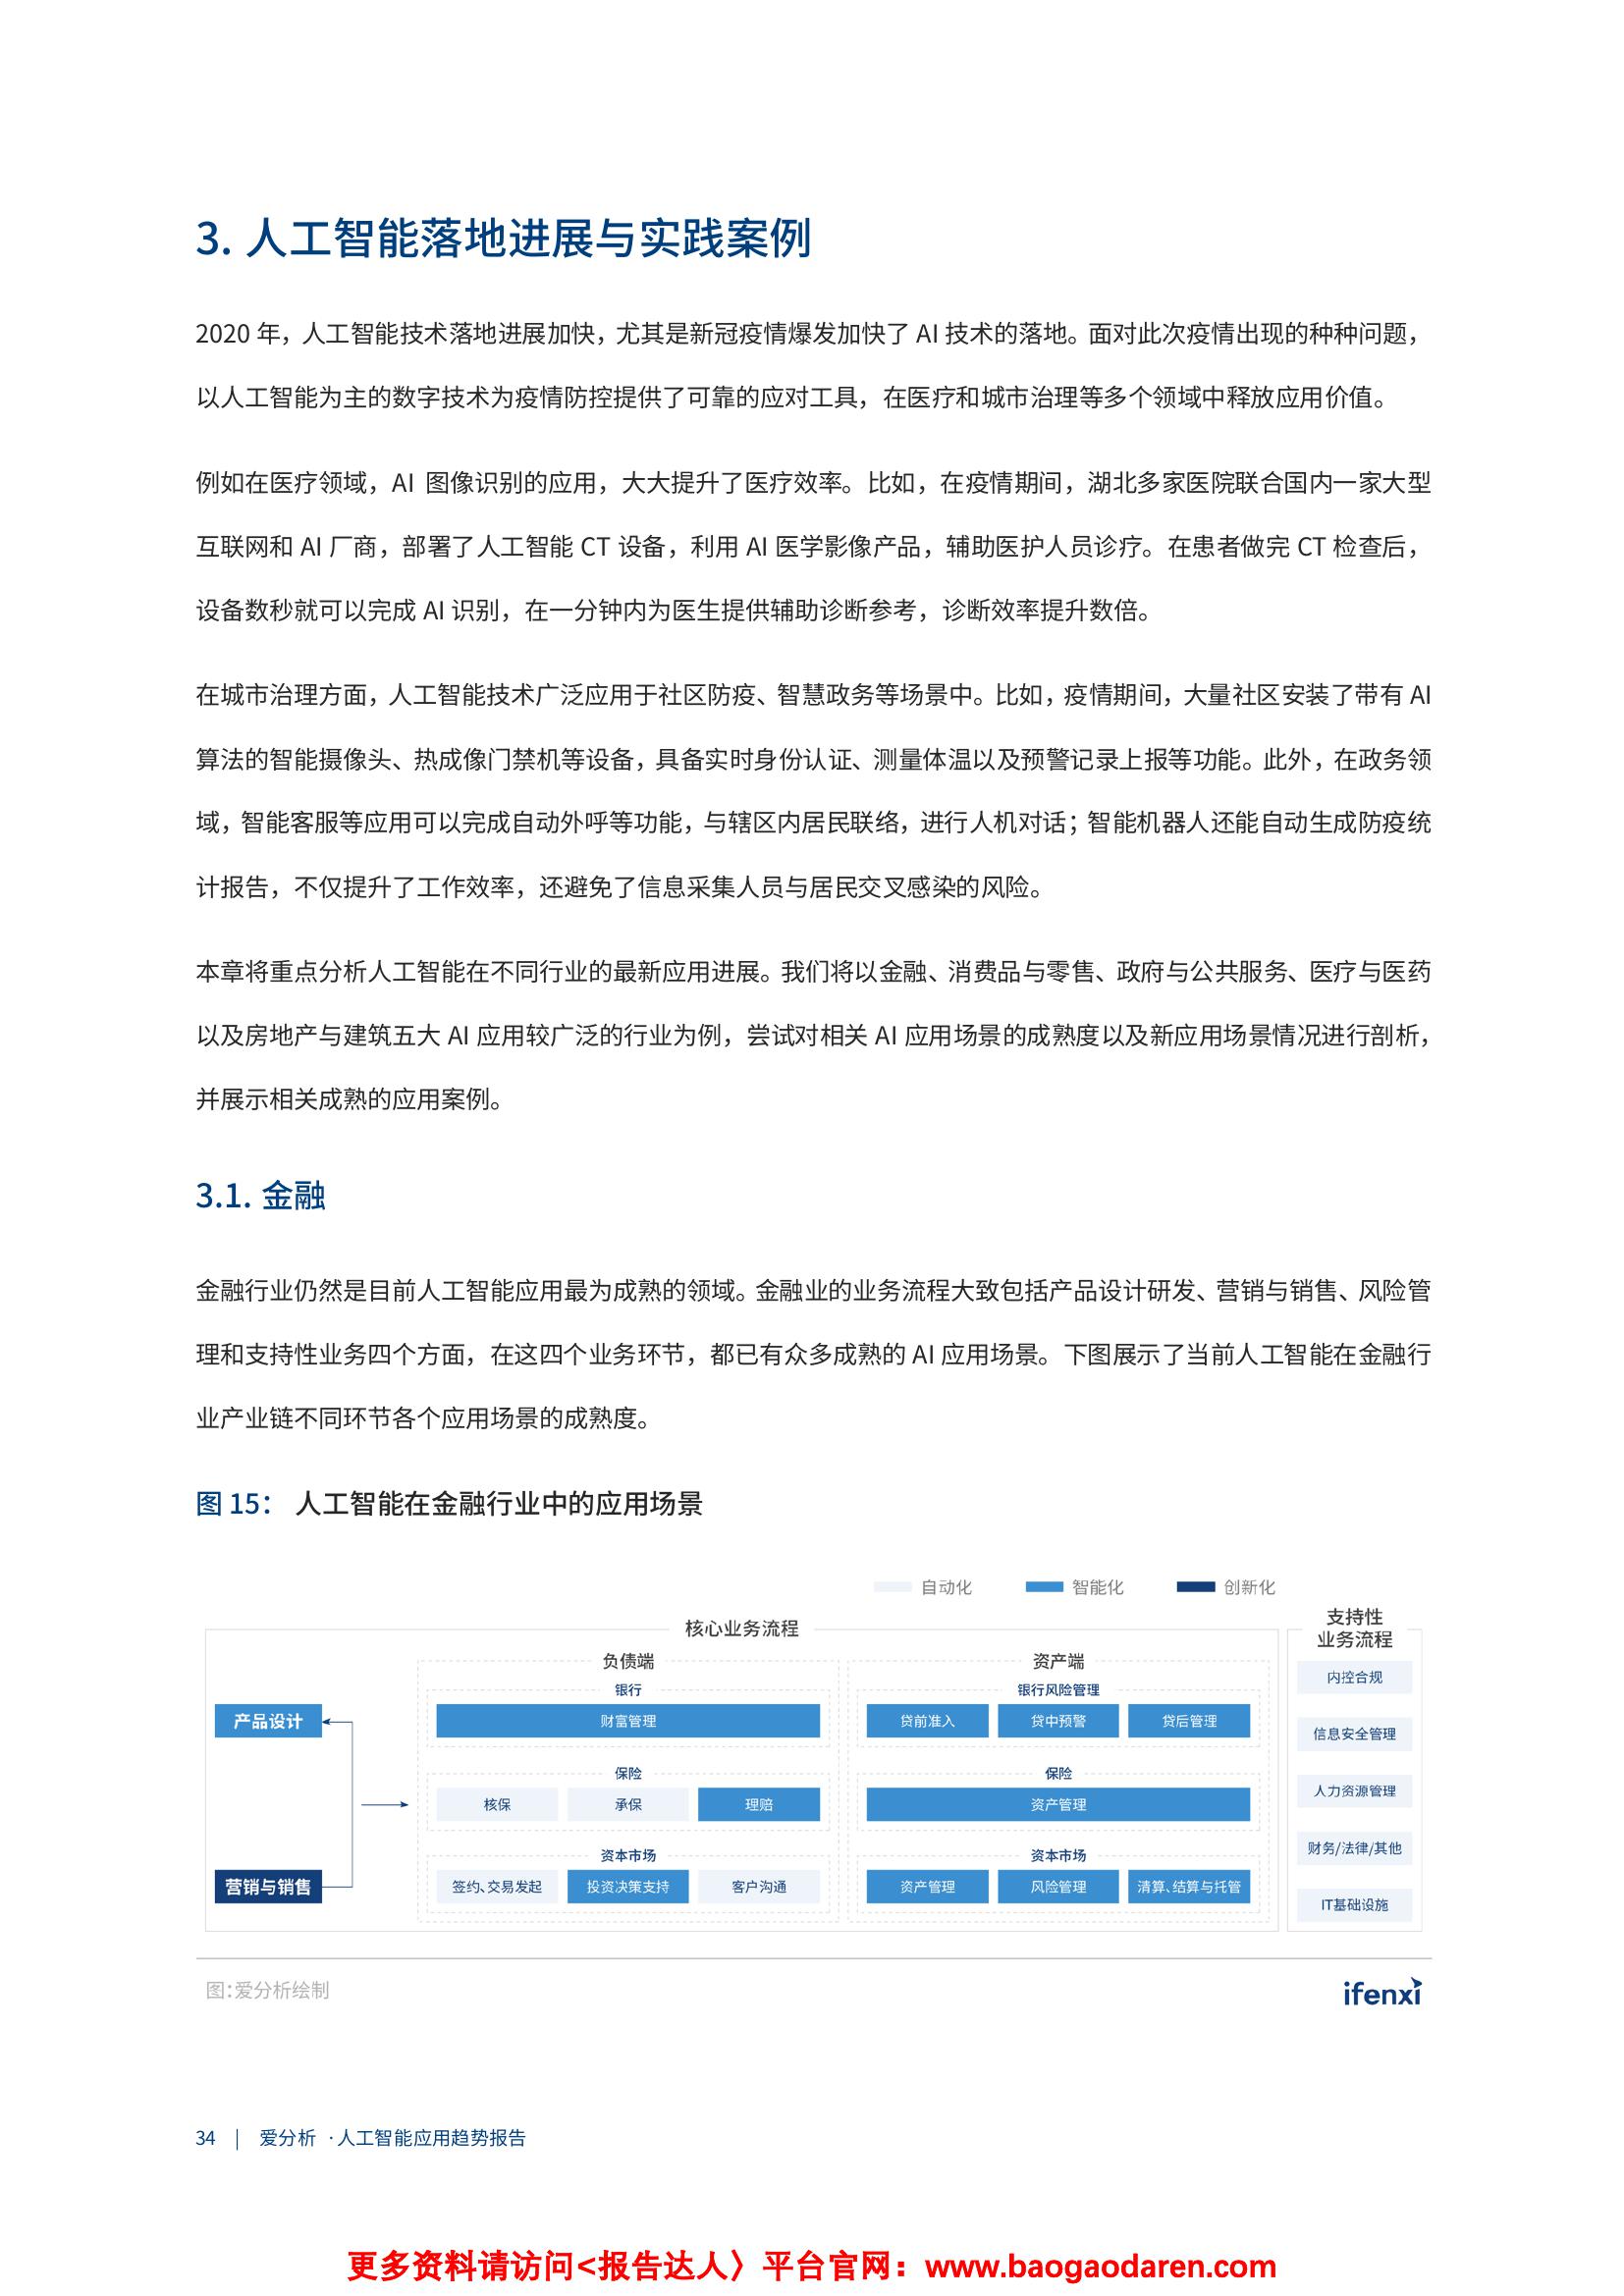 3. 人工智能落地进展与实践案例
2020 年，人工智能技术落地进展加快，尤其是新冠疫情爆发加快了 AI 技术的落地。面对此次疫情出现的种种问题，
以人工智能为主的数字技术为疫情防控提供了可靠的应对工具，在医疗和城市治理等多个领域中释放应用价值。
例如在医疗领域，AI 图像识别的应用，大大提升了医疗效率。比如，在疫情期间，湖北多家医院联合国内一家大型
互联网和 AI 厂商，部署了人工智能 CT 设备，利用 AI 医学影像产品，辅助医护人员诊疗。在患者做完 CT 检查后，
设备数秒就可以完成 AI 识别，在一分钟内为医生提供辅助诊断参考，诊断效率提升数倍。
在城市治理方面，人工智能技术广泛应用于社区防疫、智慧政务等场景中。比如，疫情期间，大量社区安装了带有 AI
算法的智能摄像头、热成像门禁机等设备，具备实时身份认证、测量体温以及预警记录上报等功能。此外，在政务领
域，智能客服等应用可以完成自动外呼等功能，与辖区内居民联络，进行人机对话；智能机器人还能自动生成防疫统
计报告，不仅提升了工作效率，还避免了信息采集人员与居民交叉感染的风险。
本章将重点分析人工智能在不同行业的最新应用进展。我们将以金融、消费品与零售、政府与公共服务、医疗与医药
以及房地产与建筑五大 AI 应用较广泛的行业为例，尝试对相关 AI 应用场景的成熟度以及新应用场景情况进行剖析，
并展示相关成熟的应用案例。
3.1. 金融
金融行业仍然是目前人工智能应用最为成熟的领域。金融业的业务流程大致包括产品设计研发、营销与销售、风险管
理和支持性业务四个方面，在这四个业务环节，都已有众多成熟的 AI 应用场景。下图展示了当前人工智能在金融行
业产业链不同环节各个应用场景的成熟度。
图 15： 人工智能在金融行业中的应用场景
自动化 智能化 创新化
核心业务流程
支持性
业务流程
产品设计
营销与销售
负债端
银行
财富管理
保险
核保 承保 理赔
资本市场
签约、交易发起 投资决策支持 客户沟通
资产端
银行风险管理
贷前准入 贷中预警 贷后管理
保险
资产管理
资本市场
资产管理 风险管理 清算、结算与托管
内控合规
信息安全管理
人力资源管理
财务/法律/其他
IT基础设施
图：爱分析绘制
ifenxi
34 | 爱分析 ·人工智能应用趋势报告
更多资料请访问<报告达人〉平台官网：www.baogaodaren.com